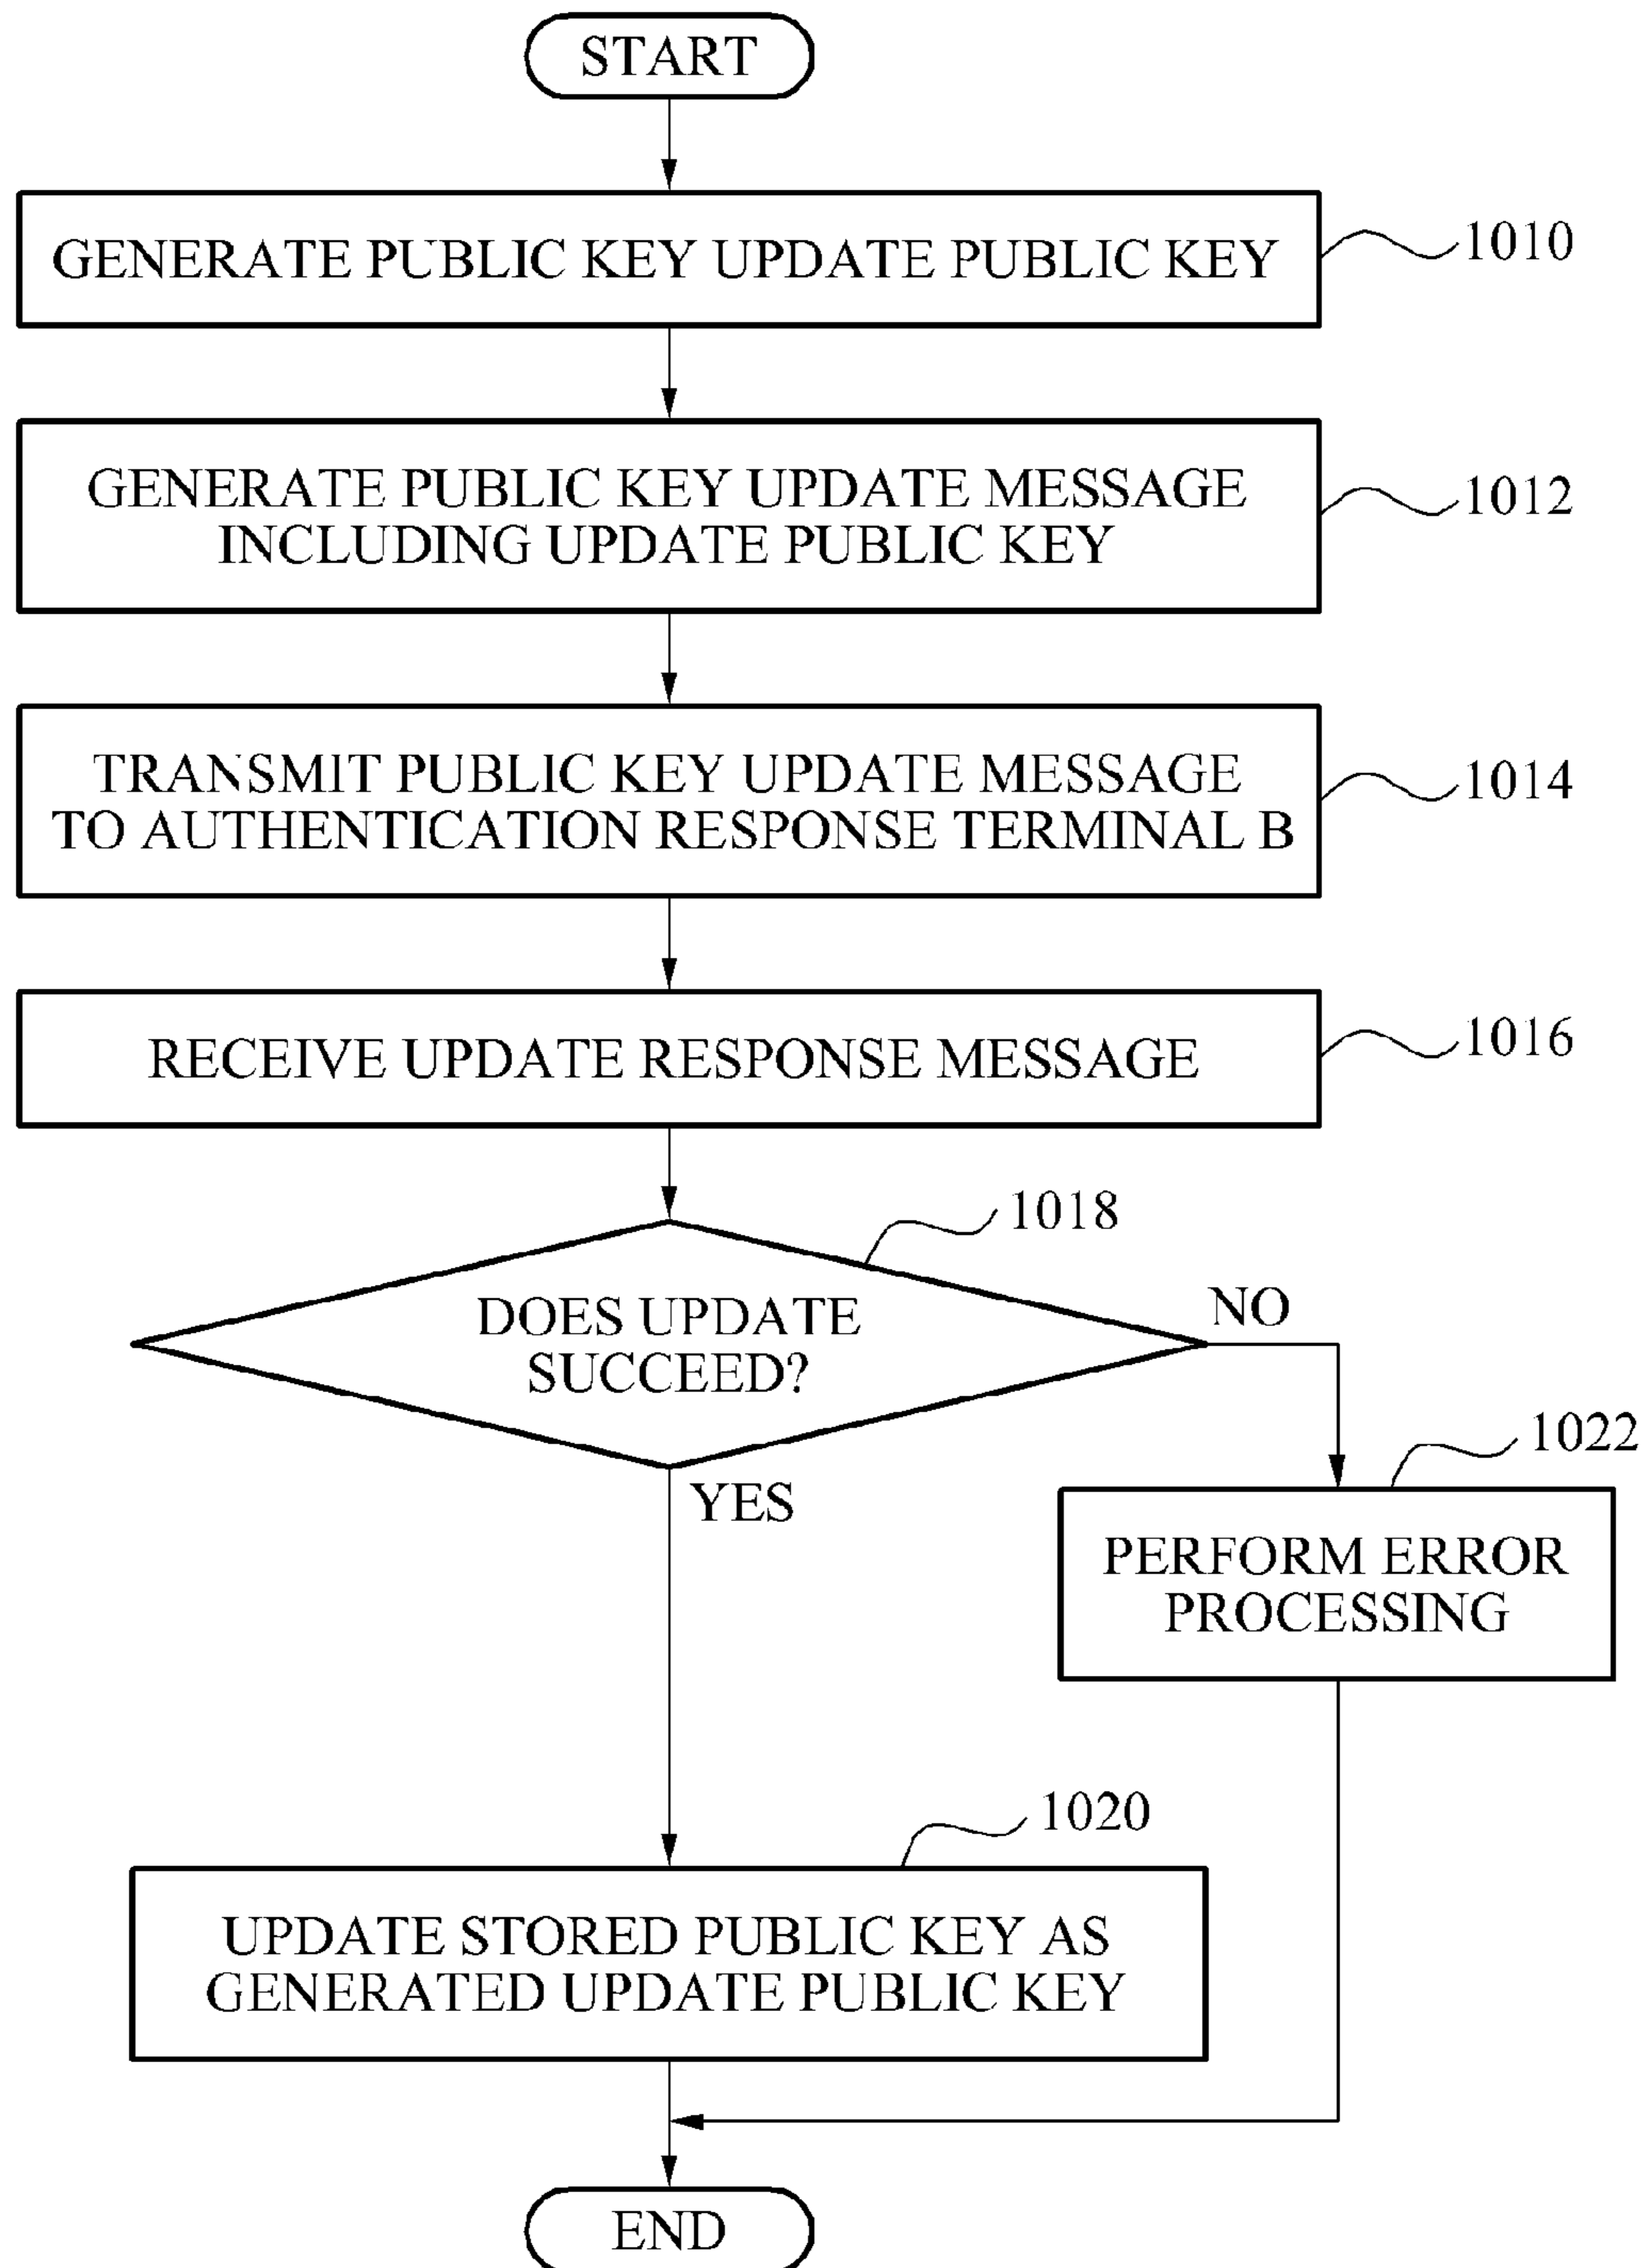 START
GENERATE PUBLIC KEY UPDATE PUBLIC KEY
1010
GENERATE PUBLIC KEY UPDATE MESSAGE
INCLUDING UPDATE PUBLIC KEY
1012
TRANSMIT PUBLIC KEY UPDATE MESSAGE
TO AUTHENTICATION RESPONSE TERMINAL B
1014
RECEIVE UPDATE RESPONSE MESSAGE
1016
1018
DOES UPDATE
SUCCEED?
NO
YES
1022
PERFORM ERROR
PROCESSING
1020
UPDATE STORED PUBLIC KEY AS
GENERATED UPDATE PUBLIC KEY
END